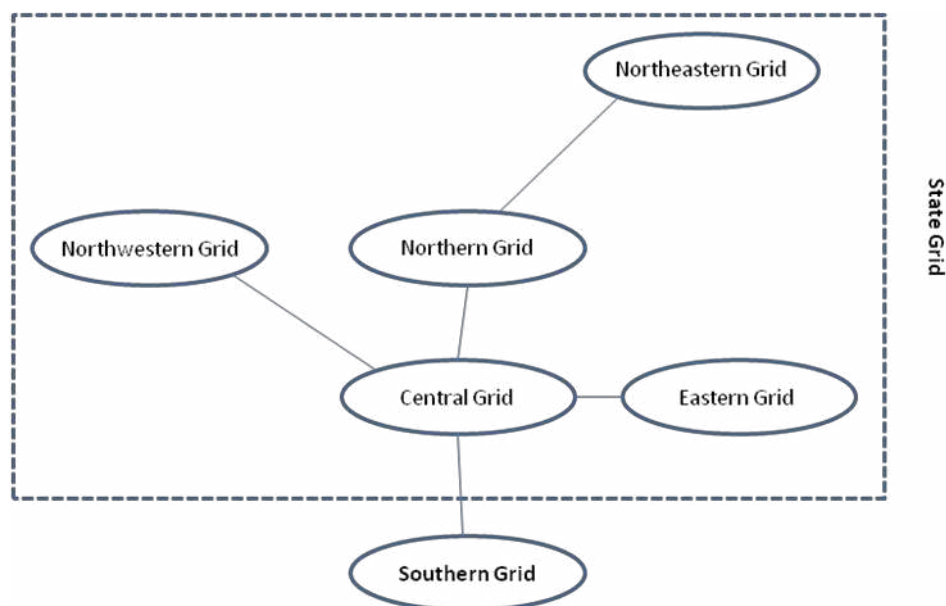 Northeastern Grid
State Grid
Northwestern Grid
Northern Grid
Central Grid
Eastern Grid
Southern Grid